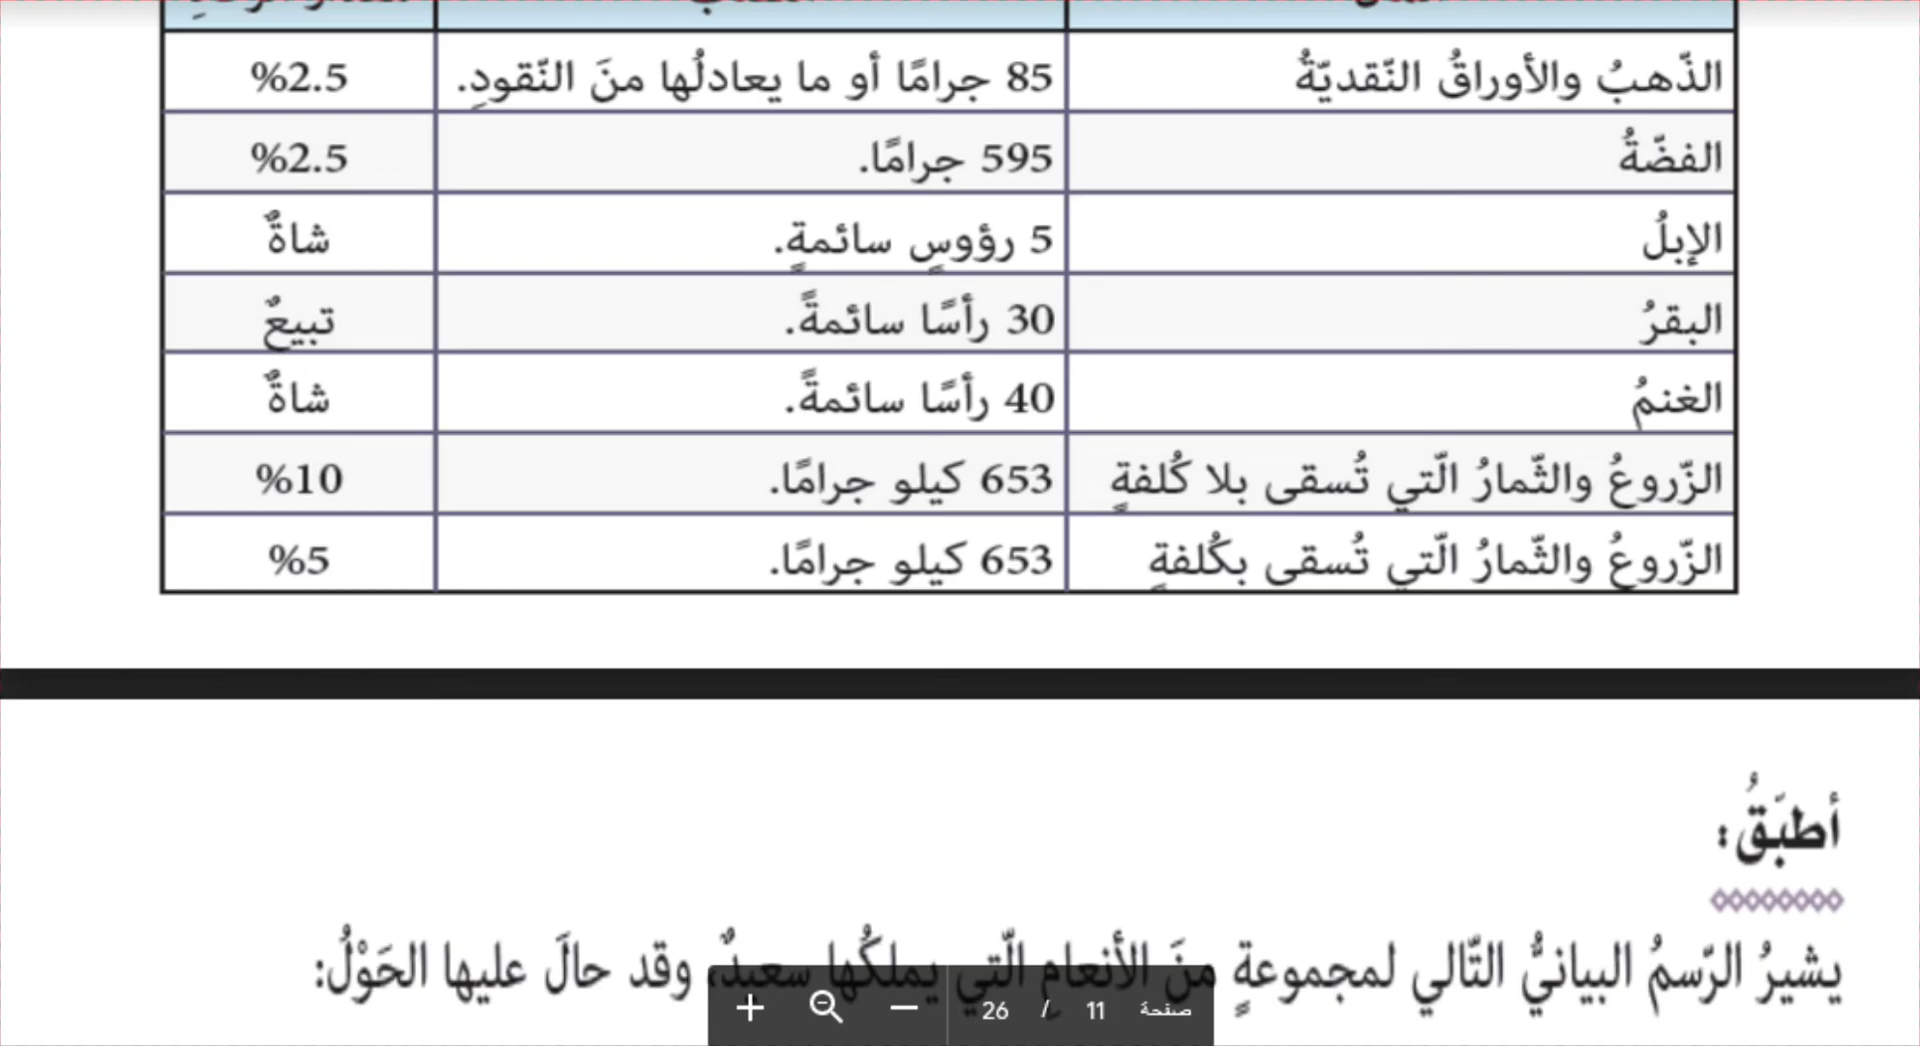 الذّهبُ والأوراقُ النّقديّةُ 85 جرامًا أو ما يعادلُها منَ النّقودِ. %2.5
الفضّةُ 595 جرامًا. %2.5
الإبلُ 5 رؤوسٍ سائمةٍ. شاةٌ
البقرُ 30 رأسًا سائمةً. تبيعٌ
الغنمُ 40 رأسًا سائمةً. شاةٌ
الزّروعُ والثّمارُ الّتي تُسقى بلا كُلفةٍ 653 كيلو جرامًا. %10
الزّروعُ والثّمارُ الّتي تُسقى بكُلفةٍ 653 كيلو جرامًا. %5
أطبّقُ:
يشيرُ الرّسمُ البيانيُّ التّالي لمجموعةٍ منَ الأنعامِ الّتي يملكُها سعيدٌ، وقد حالَ عليها الحَوْلُ:
صفحة 11 / 26